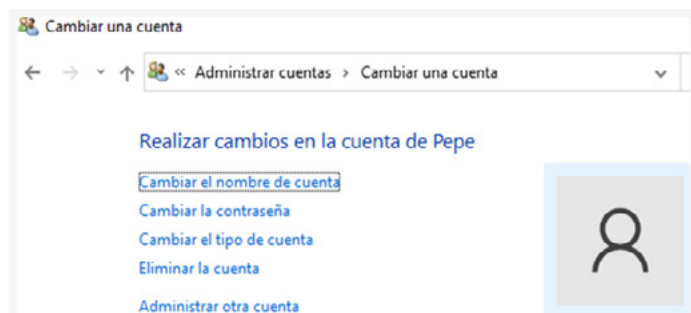 Cambiar una cuenta
« Administrar cuentas > Cambiar una cuenta
Realizar cambios en la cuenta de Pepe
Cambiar el nombre de cuenta
Cambiar la contraseña
Cambiar el tipo de cuenta
Eliminar la cuenta
Administrar otra cuenta